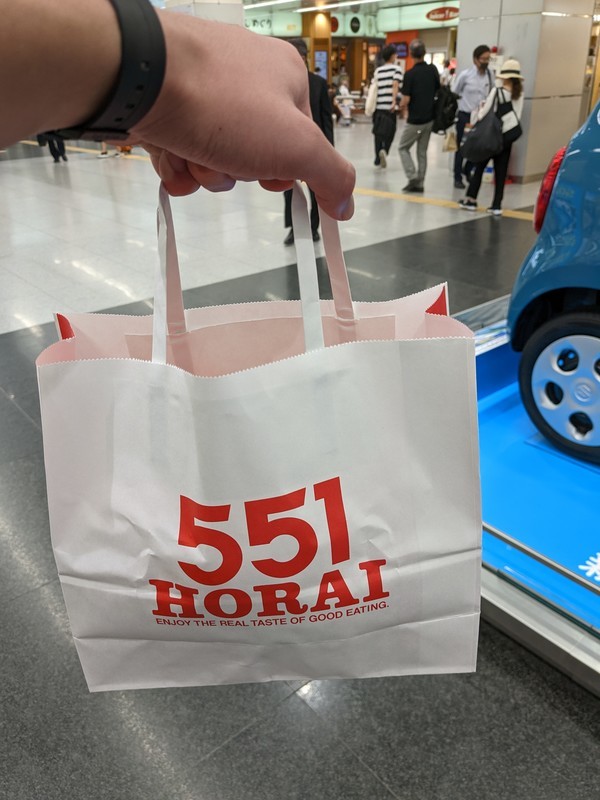 551
HORAI
ENJOY THE REAL TASTE OF GOOD EATING.